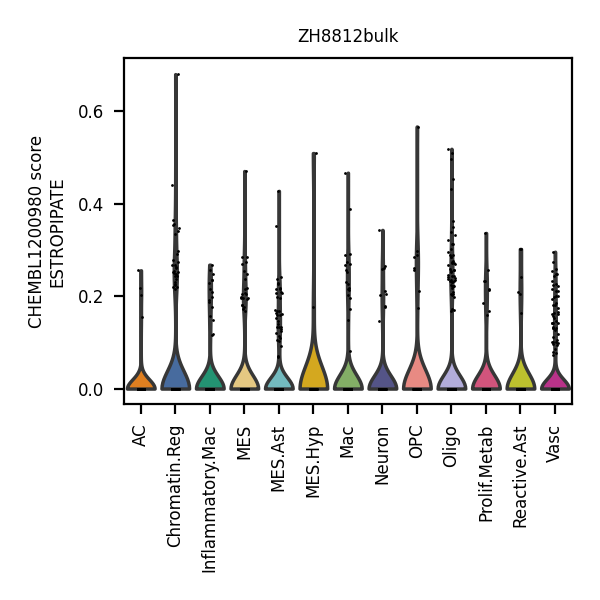 ZH8812bulk
CHEMBL1200980 score
ESTROPIPATE
0.6
0.4
0.2
0.0
AC
Chromatin.Reg
Inflammatory.Mac
MES
MES.Ast
MES.Hyp
Mac
Neuron
OPC
Oligo
Prolif.Metab
Reactive.Ast
Vasc